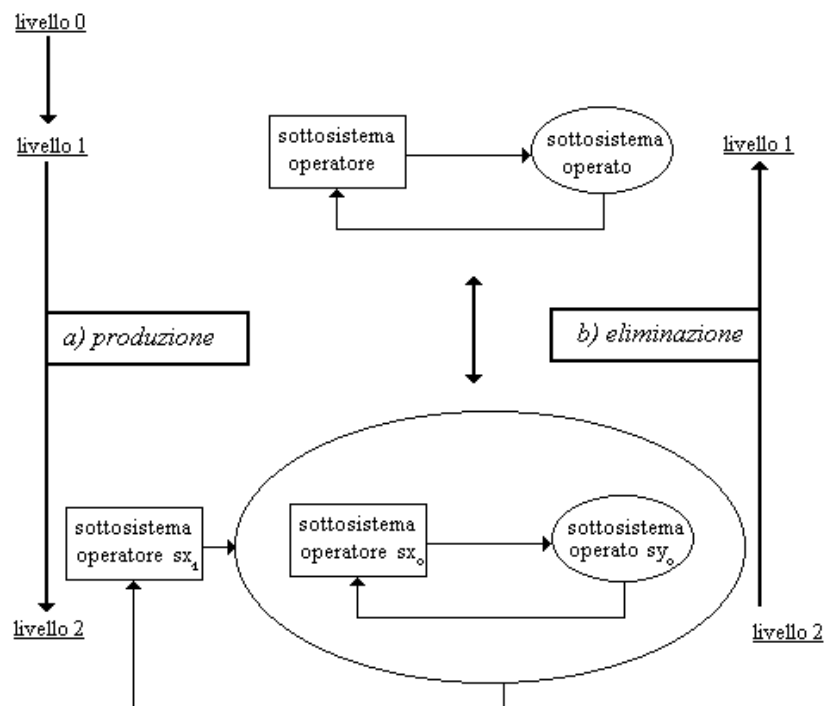 livello 0
livello 1
sottosistema
operatore
sottosistema
operato
livello 1
a) produzione
b) eliminazione
sottosistema
operatore sx₁
sottosistema
operatore sx₀
sottosistema
operato sy₀
livello 2
livello 2